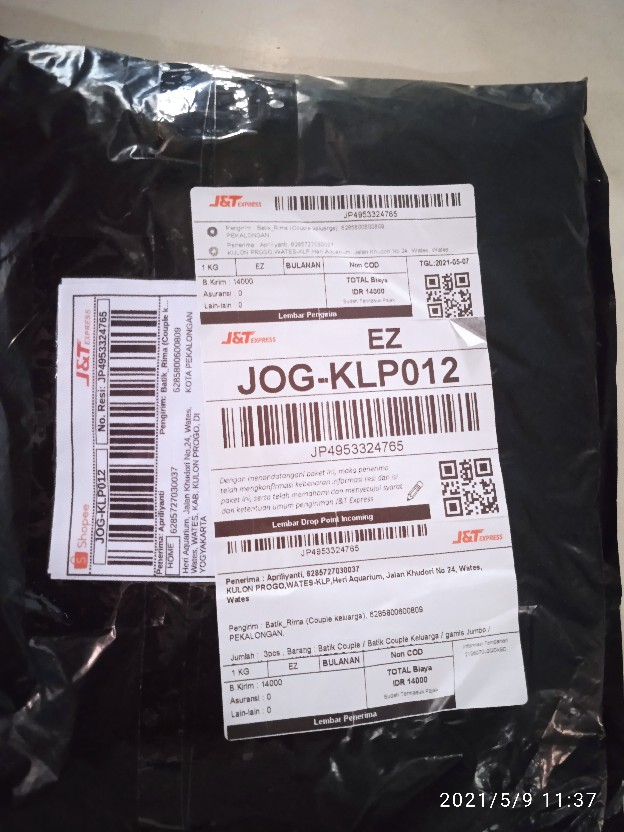 J&T EXPRESS
JP4953324765
Pengirim : Batik_Rima (Couple keluarga), 6285800600809
PEKALONGAN,
Penerima : Apriliyanti, 6285727030037
KULON PROGO,WATES-KLP,Heri Aquarium, Jalan Khudori No 24, Wates, Wates
1 KG EZ BULANAN Non COD TGL:2021-05-07
B.Kirim : 14000
Asuransi : 0
Lain-lain : 0
TOTAL Biaya
IDR 14000
Sudah Termasuk Pajak
Lembar Pengirim
J&T EXPRESS
EZ
JOG-KLP012
JP4953324765
Dengan menandatangani paket ini, maka penerima
telah mengkonfirmasi kebenaran informasi resi dan isi
paket ini, serta telah memahami dan menyetujui syarat
dan ketentuan umum pengiriman J&T Express
Lembar Drop Point Incoming
J&T EXPRESS
JP4953324765
Penerima : Apriliyanti, 6285727030037
KULON PROGO,WATES-KLP,Heri Aquarium, Jalan Khudori No 24, Wates,
Wates
Pengirim : Batik_Rima (Couple keluarga), 6285800600809
PEKALONGAN,
Jumlah : 3pcs , Barang : Batik Couple / Batik Couple Keluarga / gamis Jumbo /
1 KG EZ BULANAN Non COD
B.Kirim : 14000
Asuransi : 0
Lain-lain : 0
TOTAL Biaya
IDR 14000
Sudah Termasuk Pajak
Informasi Tambahan
Lembar Penerima
Shopee
J&T EXPRESS
JOG-KLP012
No. Resi: JP4953324765
Penerima: Apriliyanti
Pengirim: Batik_Rima (Couple k...
HOME
6285727030037
6285800600809
Heri Aquarium, Jalan Khudori No.24, Wates,
Wates, WATES, KAB. KULON PROGO, DI
YOGYAKARTA
KOTA PEKALONGAN
2021/5/9 11:37